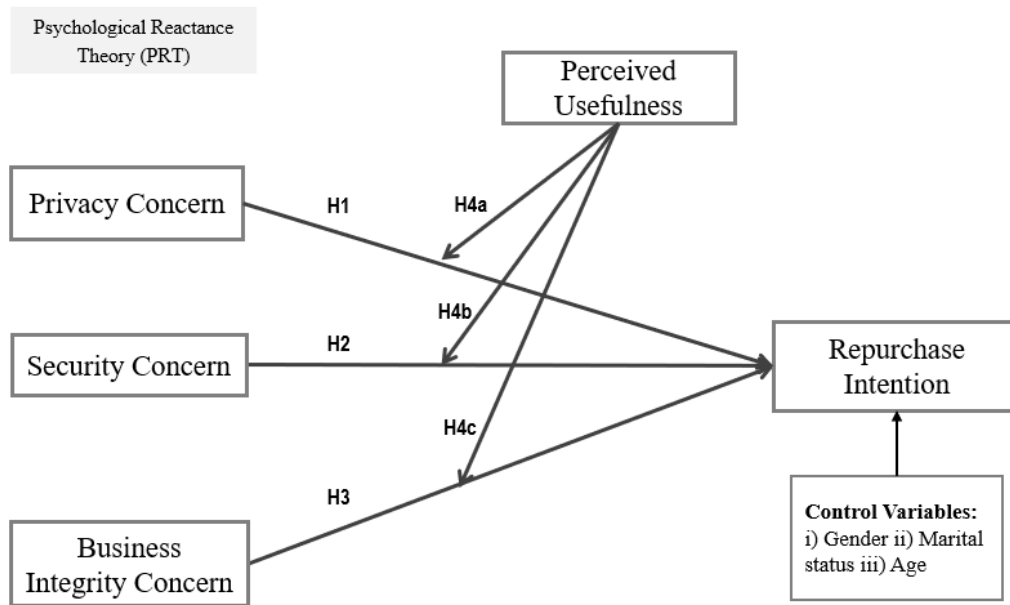 Psychological Reactance
Theory (PRT)
Perceived
Usefulness
Privacy Concern
H1
H4a
H4b
Security Concern
H2
Repurchase
Intention
H4c
H3
Business
Integrity Concern
Control Variables:
i) Gender ii) Marital
status iii) Age